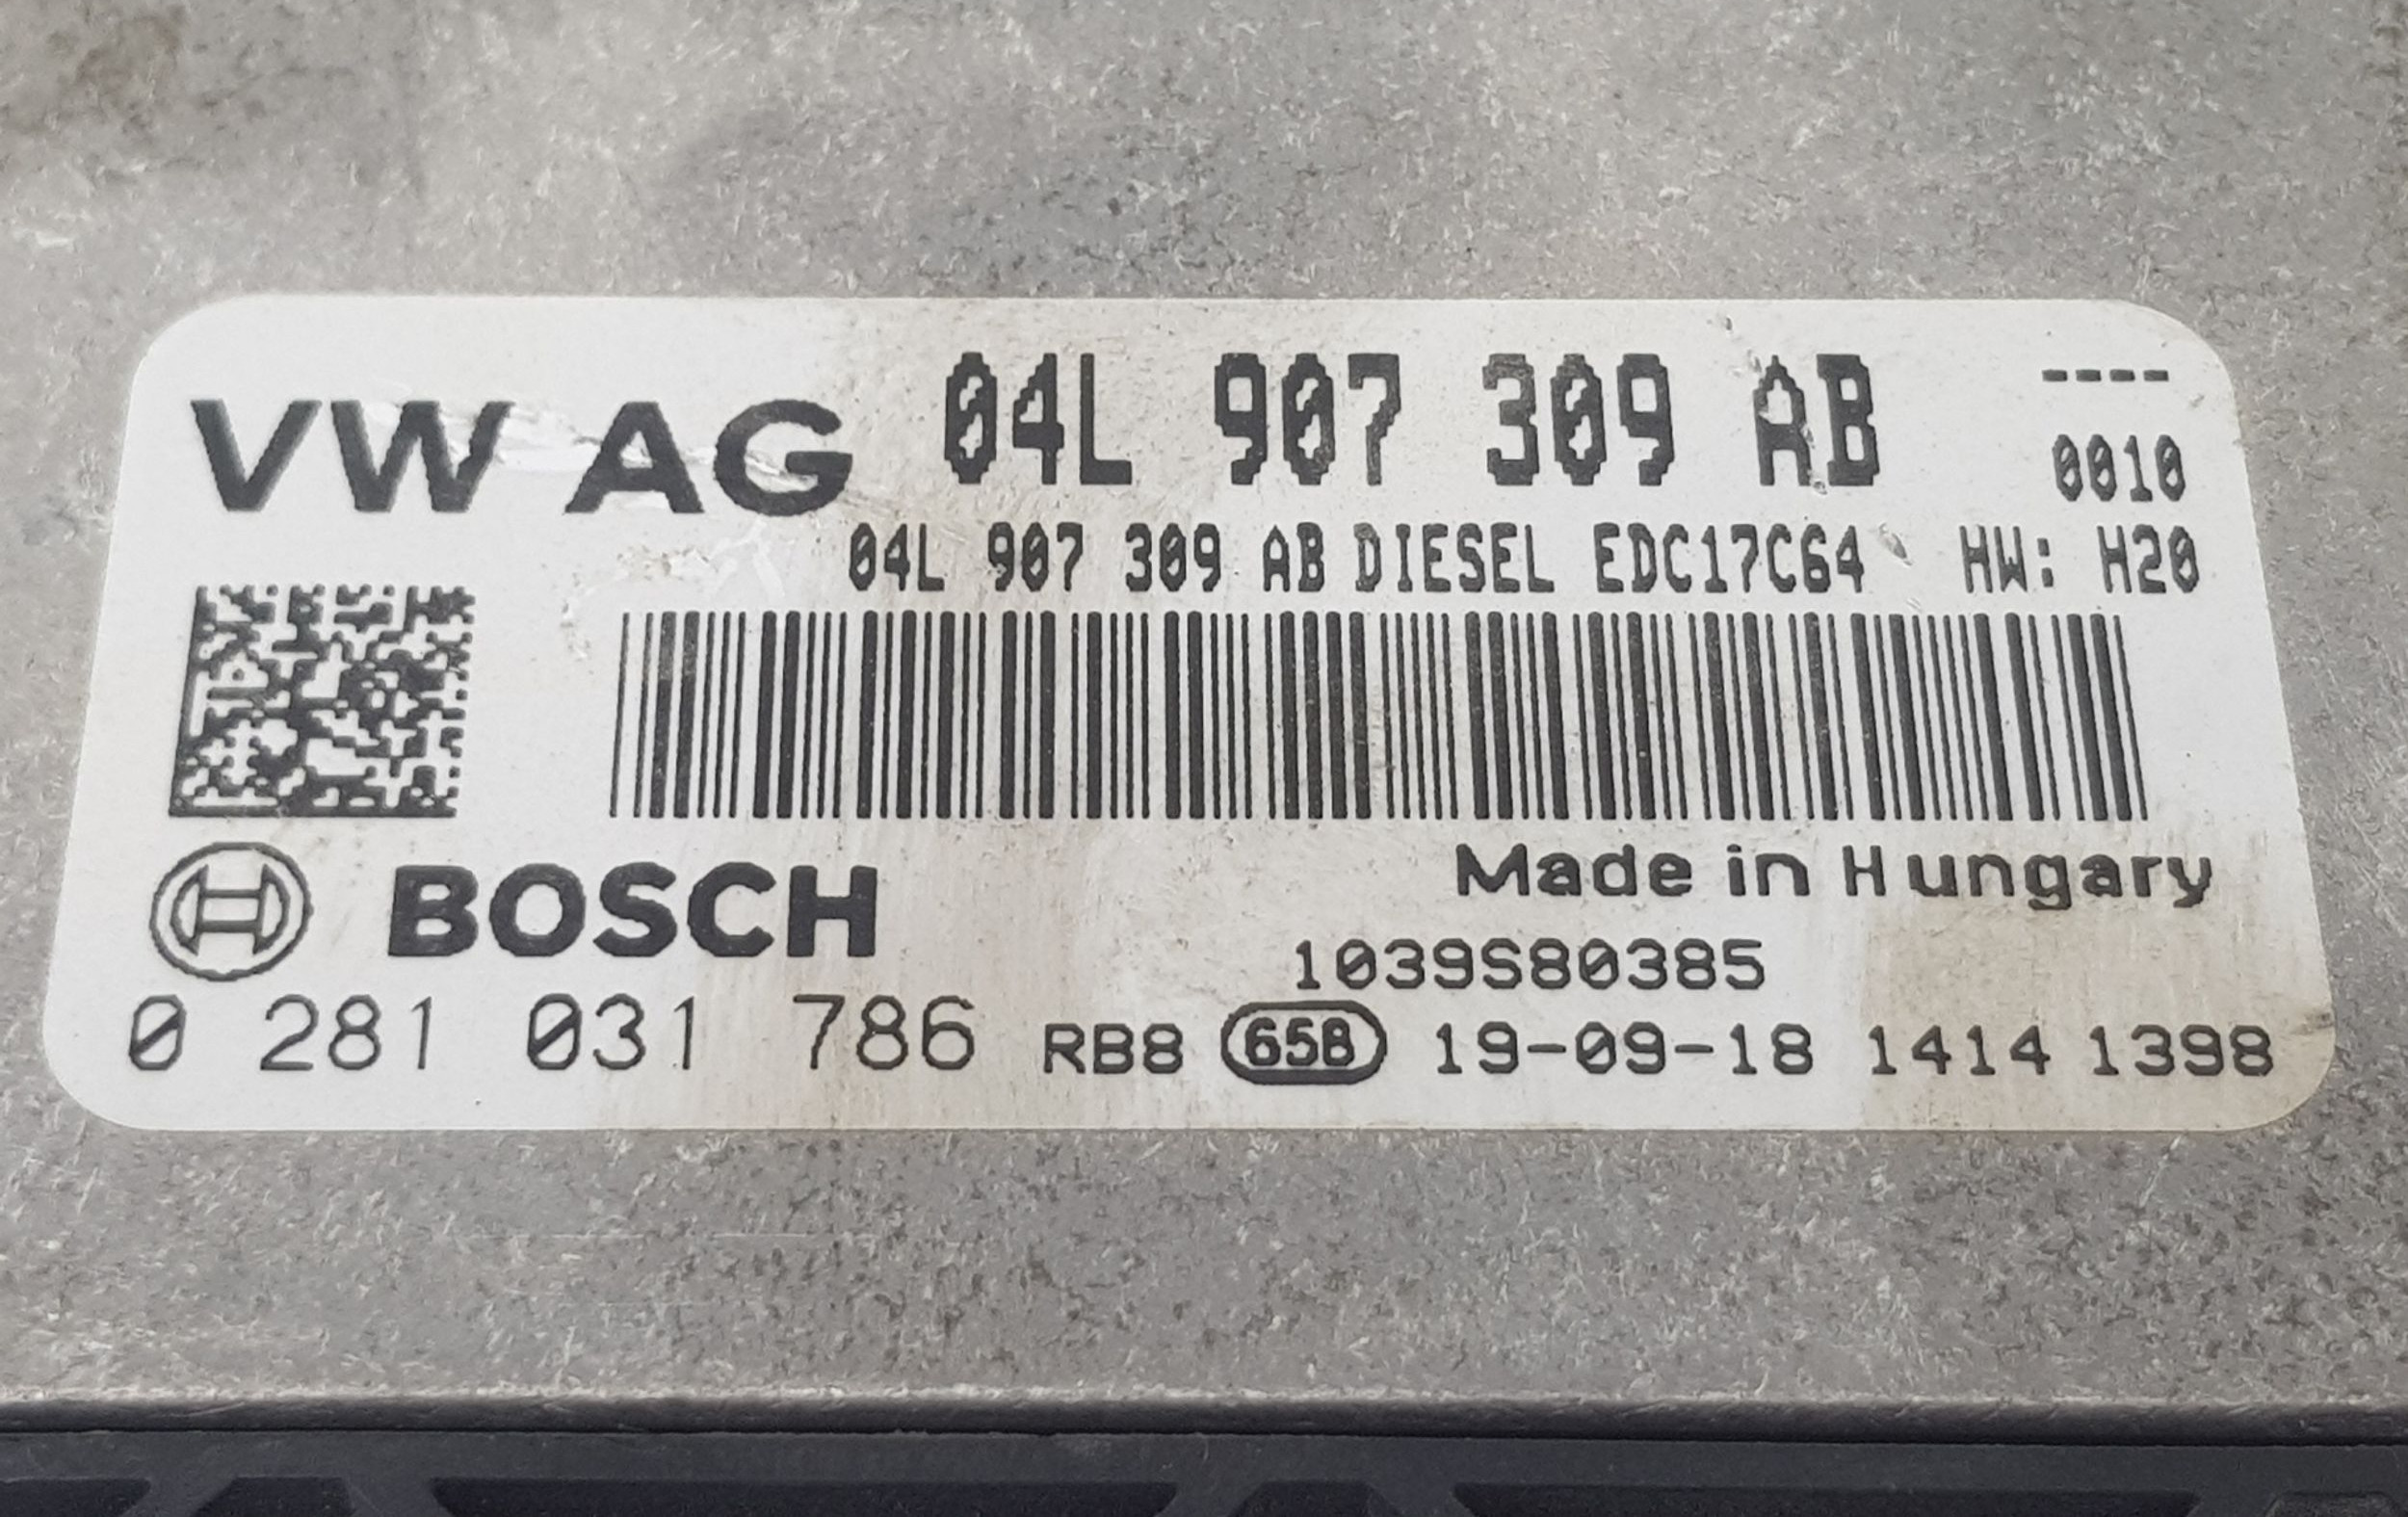 VW AG 04L 907 309 AB ----
0010
04L 907 309 AB DIESEL EDC17C64 HW: H20
BOSCH
Made in Hungary
1039S80385
0 281 031 786 RB8 65B 19-09-18 1414 1398